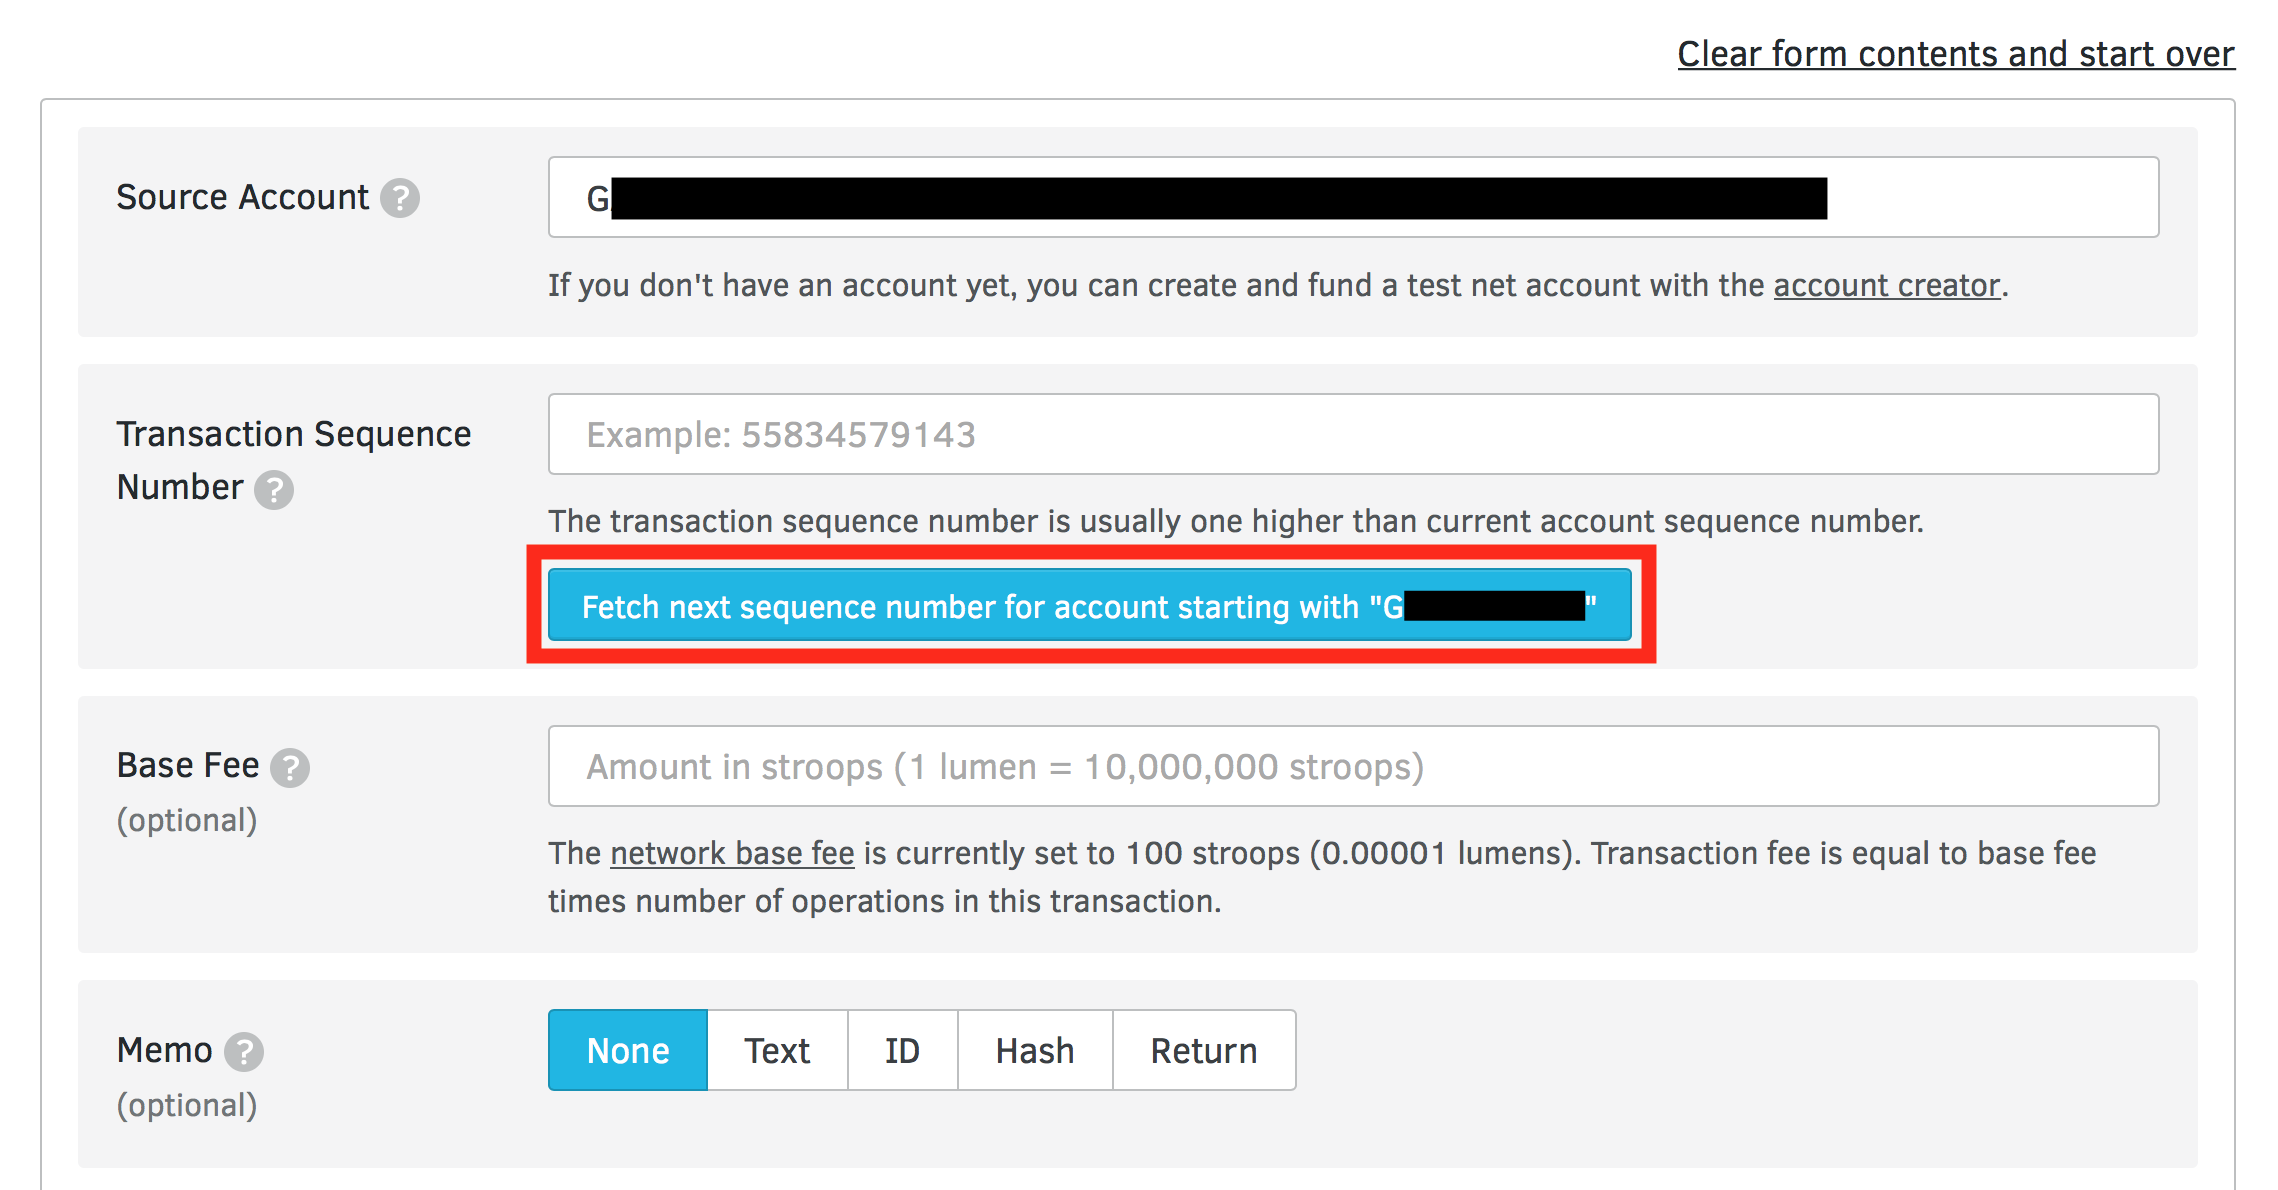 Clear form contents and start over
Source Account ?
G
If you don't have an account yet, you can create and fund a test net account with the account creator.
Transaction Sequence
Number ?
Example: 55834579143
The transaction sequence number is usually one higher than current account sequence number.
Fetch next sequence number for account starting with "G"
Base Fee ?
(optional)
Amount in stroops (1 lumen = 10,000,000 stroops)
The network base fee is currently set to 100 stroops (0.00001 lumens). Transaction fee is equal to base fee
times number of operations in this transaction.
Memo ?
(optional)
None Text ID Hash Return